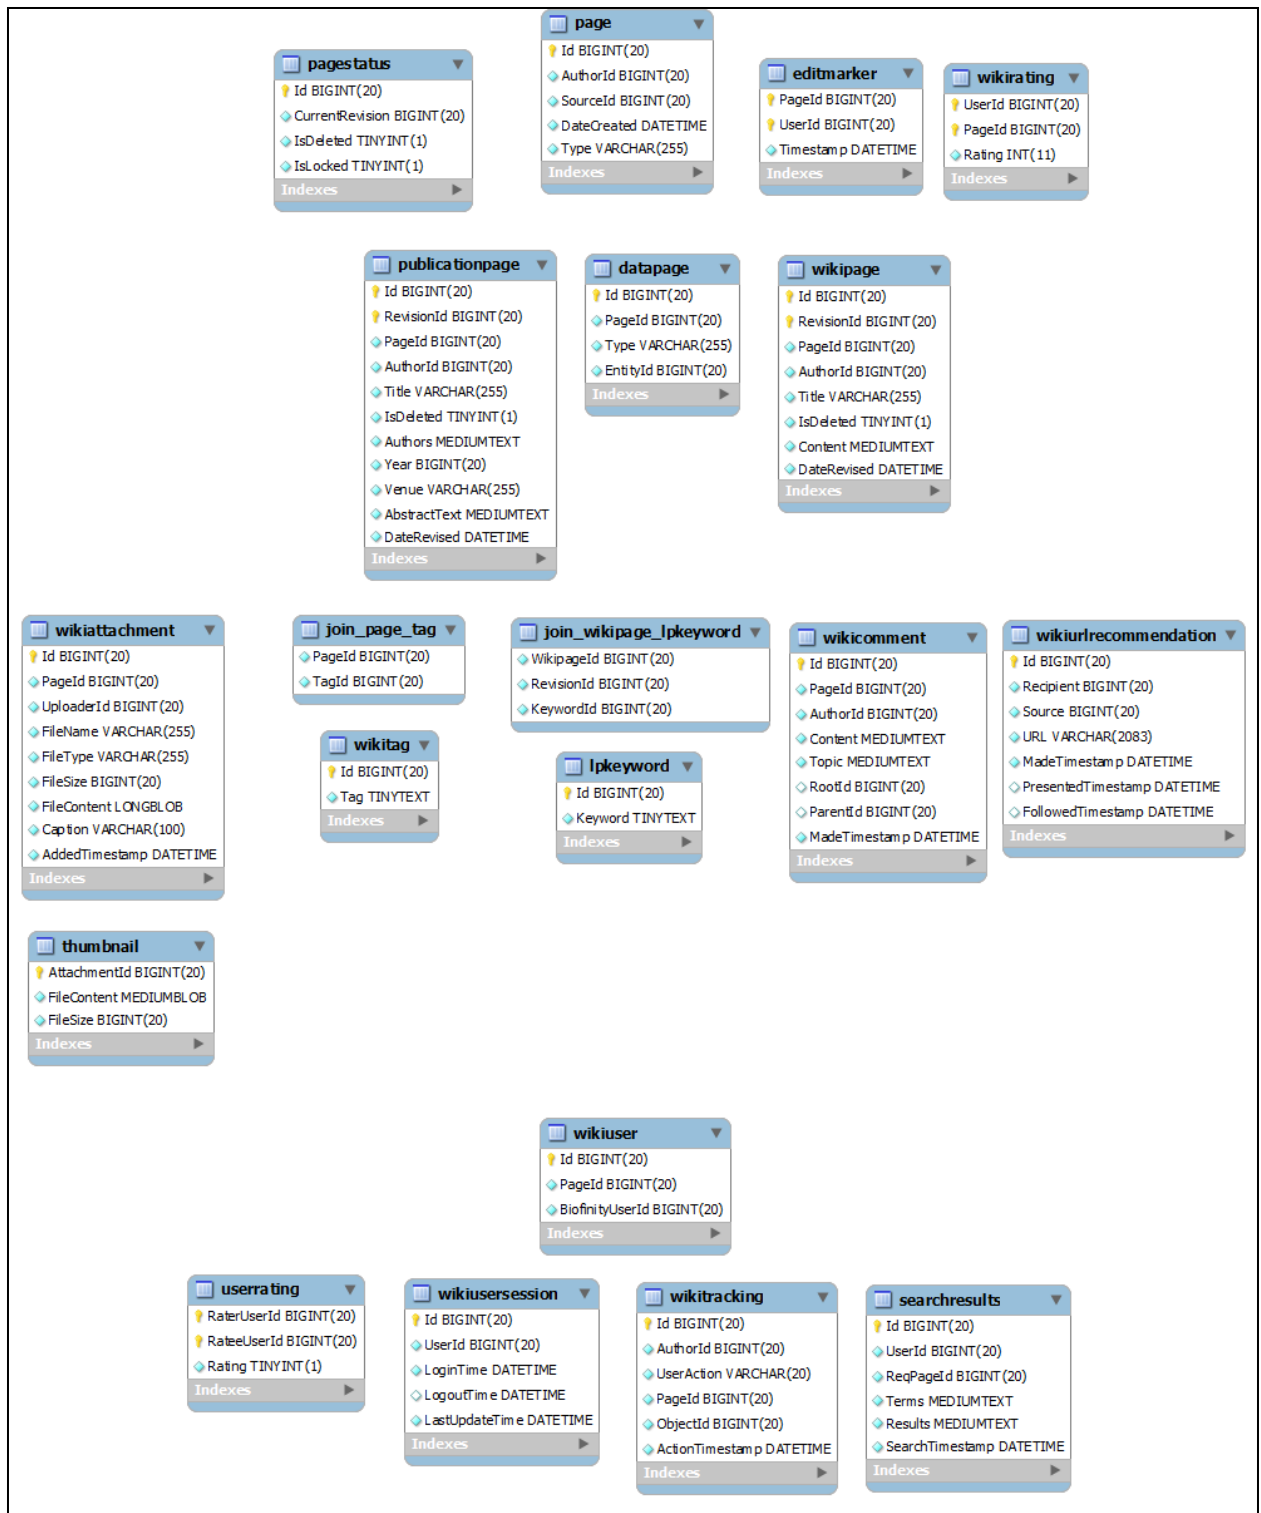 page
Id BIGINT(20)
AuthorId BIGINT(20)
SourceId BIGINT(20)
DateCreated DATETIME
Type VARCHAR(255)
Indexes
pagestatus
Id BIGINT(20)
CurrentRevision BIGINT(20)
IsDeleted TINYINT(1)
IsLocked TINYINT(1)
Indexes
editmarker
PageId BIGINT(20)
UserId BIGINT(20)
Timestamp DATETIME
Indexes
wikirating
UserId BIGINT(20)
PageId BIGINT(20)
Rating INT(11)
Indexes
publicationpage
Id BIGINT(20)
RevisionId BIGINT(20)
PageId BIGINT(20)
AuthorId BIGINT(20)
Title VARCHAR(255)
IsDeleted TINYINT(1)
Authors MEDIUMTEXT
Year BIGINT(20)
Venue VARCHAR(255)
AbstractText MEDIUMTEXT
DateRevised DATETIME
Indexes
datapage
Id BIGINT(20)
PageId BIGINT(20)
Type VARCHAR(255)
EntityId BIGINT(20)
Indexes
wikipage
Id BIGINT(20)
RevisionId BIGINT(20)
PageId BIGINT(20)
AuthorId BIGINT(20)
Title VARCHAR(255)
IsDeleted TINYINT(1)
Content MEDIUMTEXT
DateRevised DATETIME
Indexes
wikiattachment
Id BIGINT(20)
PageId BIGINT(20)
UploaderId BIGINT(20)
FileName VARCHAR(255)
FileType VARCHAR(255)
FileSize BIGINT(20)
FileContent LONGBLOB
Caption VARCHAR(100)
AddedTimestamp DATETIME
Indexes
join_page_tag
PageId BIGINT(20)
TagId BIGINT(20)
wikitag
Id BIGINT(20)
Tag TINYTEXT
Indexes
join_wikipage_lpkeyword
WikipageId BIGINT(20)
RevisionId BIGINT(20)
KeywordId BIGINT(20)
lpkeyword
Id BIGINT(20)
Keyword TINYTEXT
Indexes
wikicomment
Id BIGINT(20)
PageId BIGINT(20)
AuthorId BIGINT(20)
Content MEDIUMTEXT
Topic MEDIUMTEXT
RootId BIGINT(20)
ParentId BIGINT(20)
MadeTimestamp DATETIME
Indexes
wikiurlrecommendation
Id BIGINT(20)
Recipient BIGINT(20)
Source BIGINT(20)
URL VARCHAR(2083)
MadeTimestamp DATETIME
PresentedTimestamp DATETIME
FollowedTimestamp DATETIME
Indexes
thumbnail
AttachmentId BIGINT(20)
FileContent MEDIUMBLOB
FileSize BIGINT(20)
Indexes
wikiuser
Id BIGINT(20)
PageId BIGINT(20)
BiofinityUserId BIGINT(20)
Indexes
userrating
RaterUserId BIGINT(20)
RateeUserId BIGINT(20)
Rating TINYINT(1)
Indexes
wikiusersession
Id BIGINT(20)
UserId BIGINT(20)
LoginTime DATETIME
LogoutTime DATETIME
LastUpdateTime DATETIME
Indexes
wikitracking
Id BIGINT(20)
AuthorId BIGINT(20)
UserAction VARCHAR(20)
PageId BIGINT(20)
ObjectId BIGINT(20)
ActionTimestamp DATETIME
Indexes
searchresults
Id BIGINT(20)
UserId BIGINT(20)
ReqPageId BIGINT(20)
Terms MEDIUMTEXT
Results MEDIUMTEXT
SearchTimestamp DATETIME
Indexes